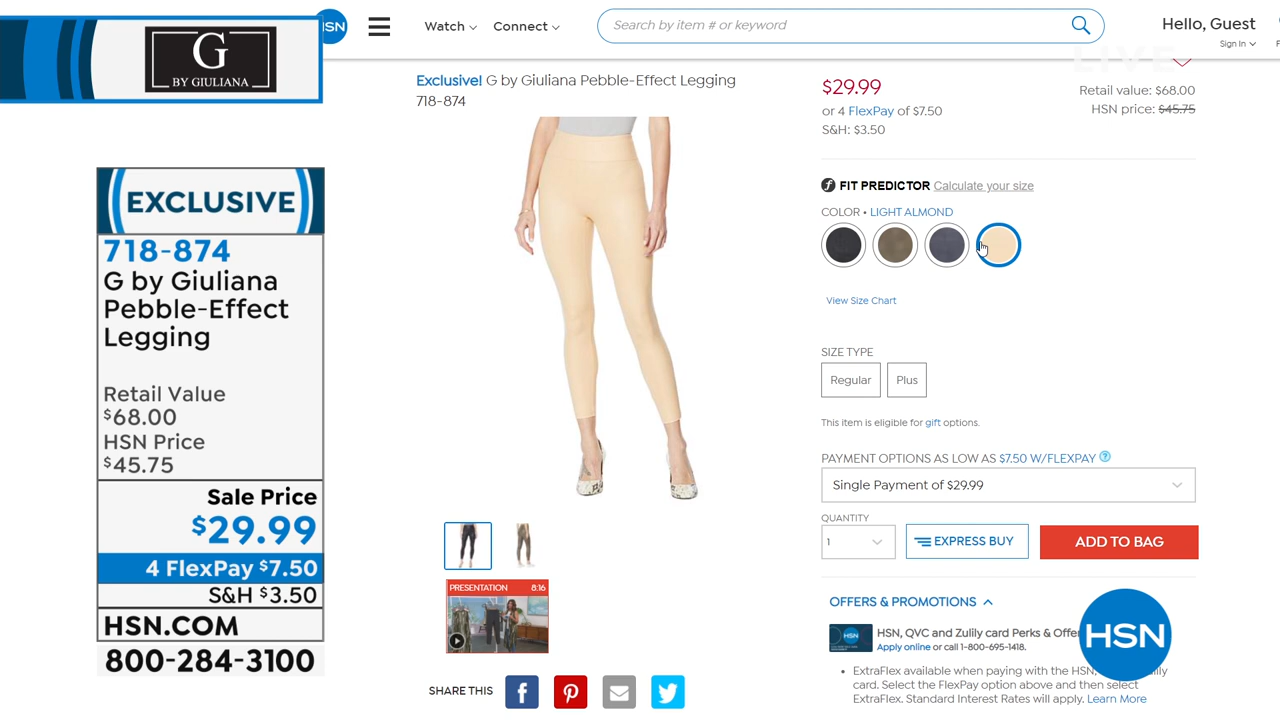 G
BY GIULIANA
EXCLUSIVE
718-874
G by Giuliana
Pebble-Effect
Legging
Retail Value
$68.00
HSN Price
$45.75
Sale Price
$29.99
4 FlexPay $7.50
S&H $3.50
HSN.COM
800-284-3100
HSN
Watch
Connect
Search by item # or keyword
Hello, Guest
Sign In
LIVE
Exclusive! G by Giuliana Pebble-Effect Legging
718-874
PRESENTATION 8:16
SHARE THIS
$29.99
or 4 FlexPay of $7.50
S&H: $3.50
Retail value: $68.00
HSN price: $45.75
FIT PREDICTOR Calculate your size
COLOR • LIGHT ALMOND
View Size Chart
SIZE TYPE
Regular
Plus
This item is eligible for gift options.
PAYMENT OPTIONS AS LOW AS $7.50 W/FLEXPAY ?
Single Payment of $29.99
QUANTITY
1
EXPRESS BUY
ADD TO BAG
OFFERS & PROMOTIONS
HSN
HSN, QVC and Zulily card Perks & Offe
Apply online or call 1-800-695-1418.
• ExtraFlex available when paying with the HSN,
card. Select the FlexPay option above and then select
ExtraFlex. Standard Interest Rates will apply. Learn More
HSN